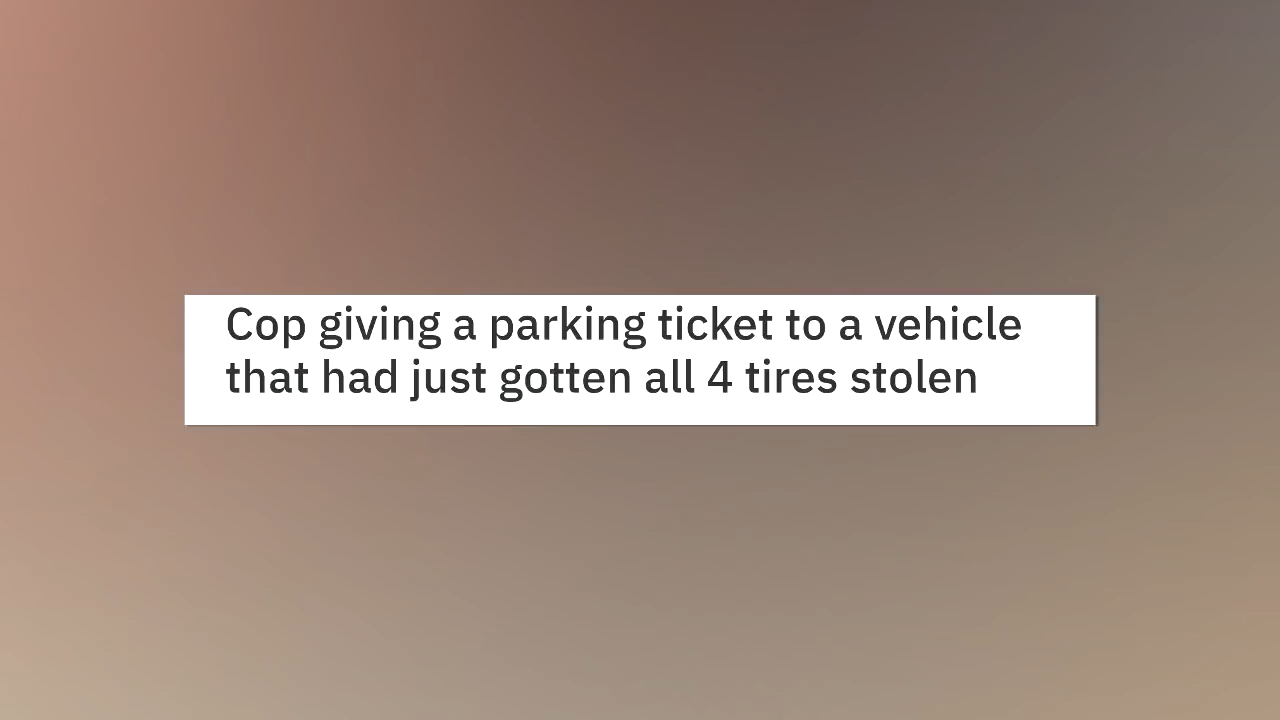 Cop giving a parking ticket to a vehicle
that had just gotten all 4 tires stolen